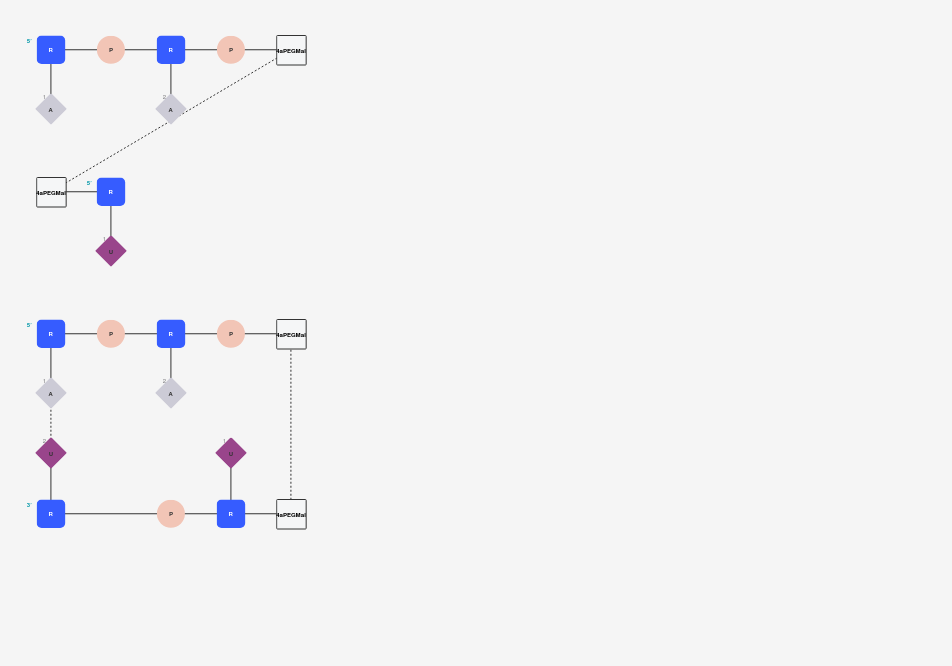 5' R P R P 4aPEGMal
1 A 2 A
4aPEGMal 5' R
1 U
5' R P R P 4aPEGMal
1 A 2 A
2 U 1 U
3' R P R 4aPEGMal